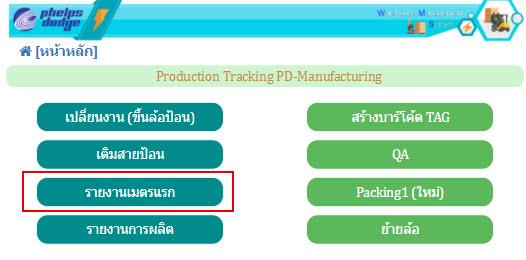 phelps dodge
Warehouse Management System
[หน้าหลัก]
Production Tracking PD-Manufacturing
เปลี่ยนงาน (ขึ้นล้อป้อน)
สร้างบาร์โค้ด TAG
เติมสายป้อน
QA
รายงานเมตรแรก
Packing1 (ใหม่)
รายงานการผลิต
ย้ายล้อ